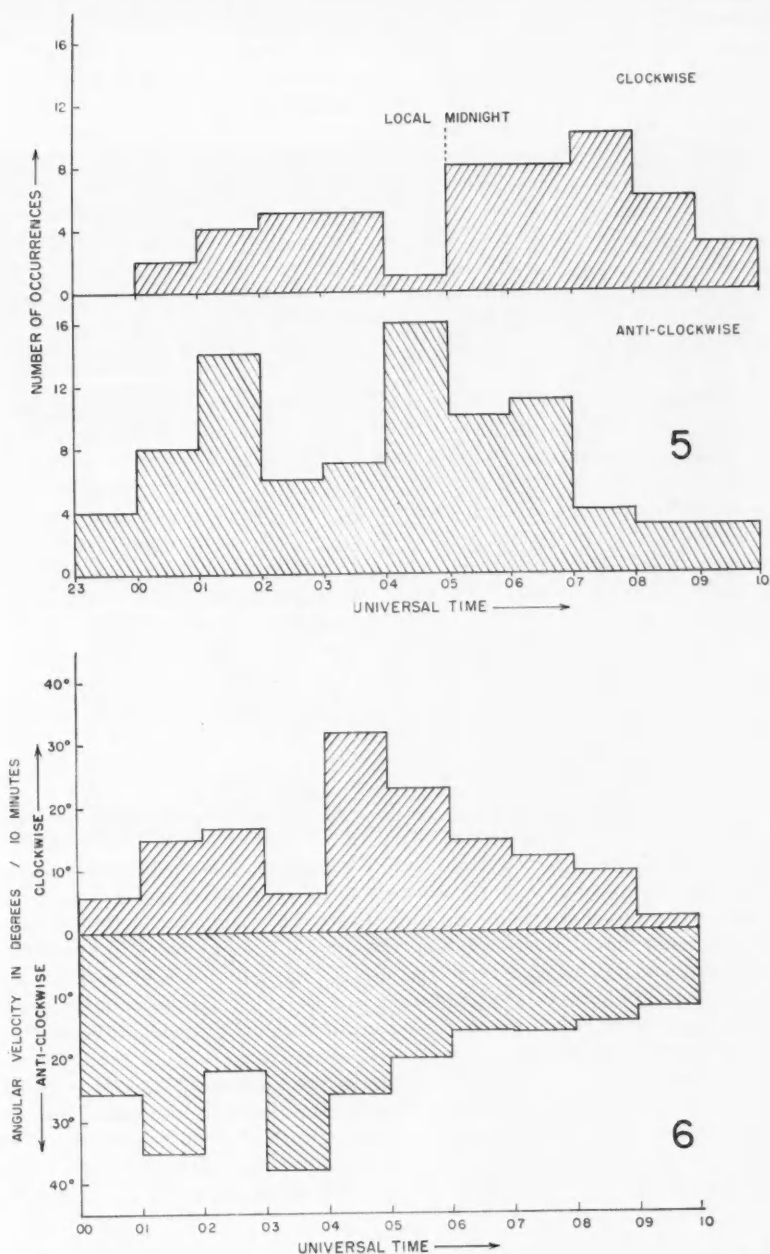 NUMBER OF OCCURRENCES →
16
12
8
4
0
CLOCKWISE
LOCAL MIDNIGHT
16
12
8
4
0
ANTI-CLOCKWISE
5
23 00 01 02 03 04 05 06 07 08 09 10
UNIVERSAL TIME →
ANGULAR VELOCITY IN DEGREES / 10 MINUTES
← ANTI-CLOCKWISE CLOCKWISE →
40°
30°
20°
10°
0
10°
20°
30°
40°
6
00 01 02 03 04 05 06 07 08 09 10
UNIVERSAL TIME →